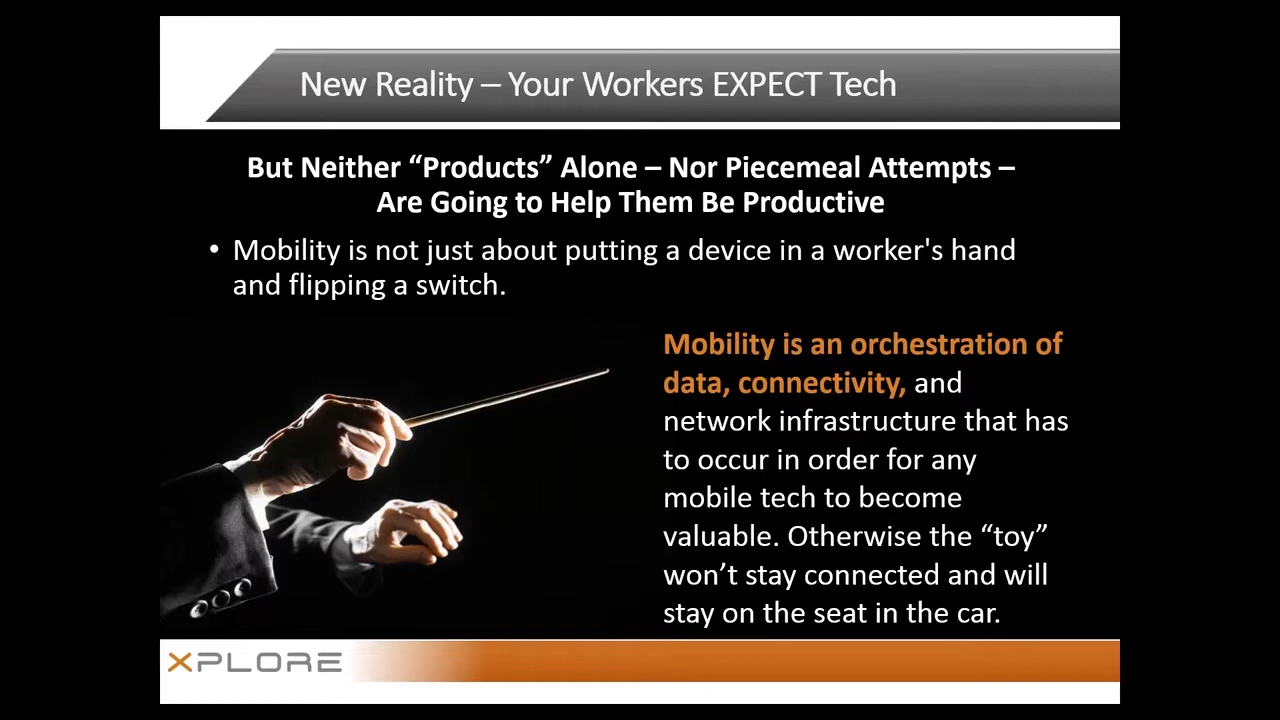 New Reality – Your Workers EXPECT Tech
But Neither “Products” Alone – Nor Piecemeal Attempts –
Are Going to Help Them Be Productive
• Mobility is not just about putting a device in a worker's hand
and flipping a switch.
Mobility is an orchestration of
data, connectivity, and
network infrastructure that has
to occur in order for any
mobile tech to become
valuable. Otherwise the “toy”
won’t stay connected and will
stay on the seat in the car.
XPLORE